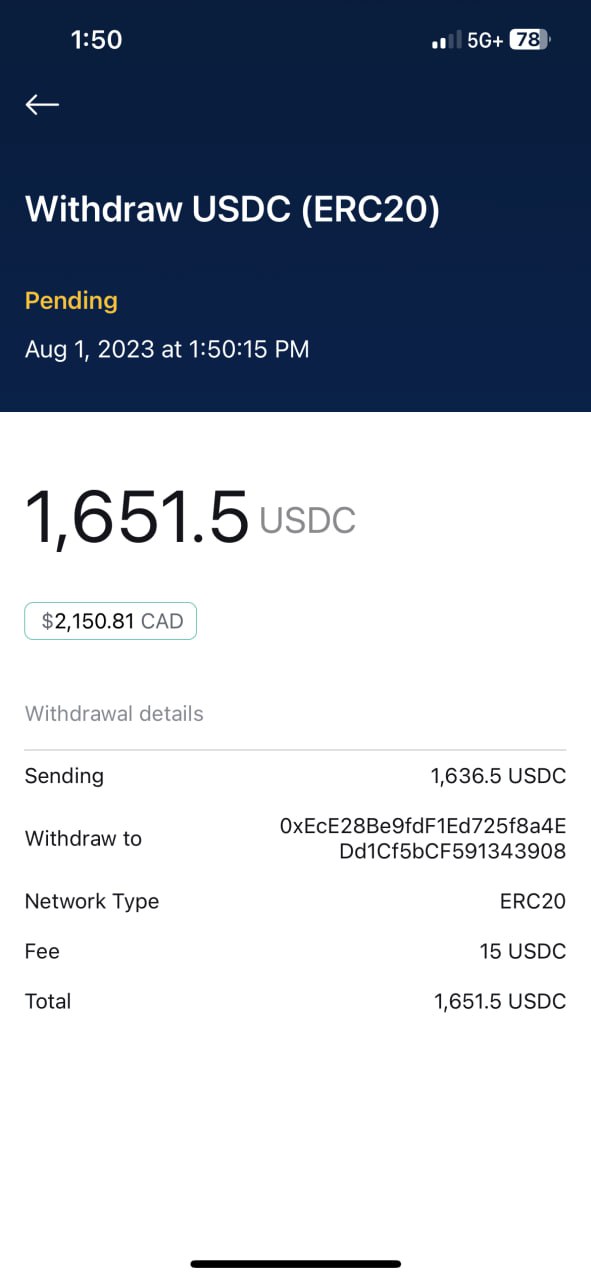 1:50
5G+ 78
Withdraw USDC (ERC20)
Pending
Aug 1, 2023 at 1:50:15 PM
1,651.5 USDC
$2,150.81 CAD
Withdrawal details
Sending 1,636.5 USDC
Withdraw to 0xEcE28Be9fdF1Ed725f8a4E
Dd1Cf5bCF591343908
Network Type ERC20
Fee 15 USDC
Total 1,651.5 USDC